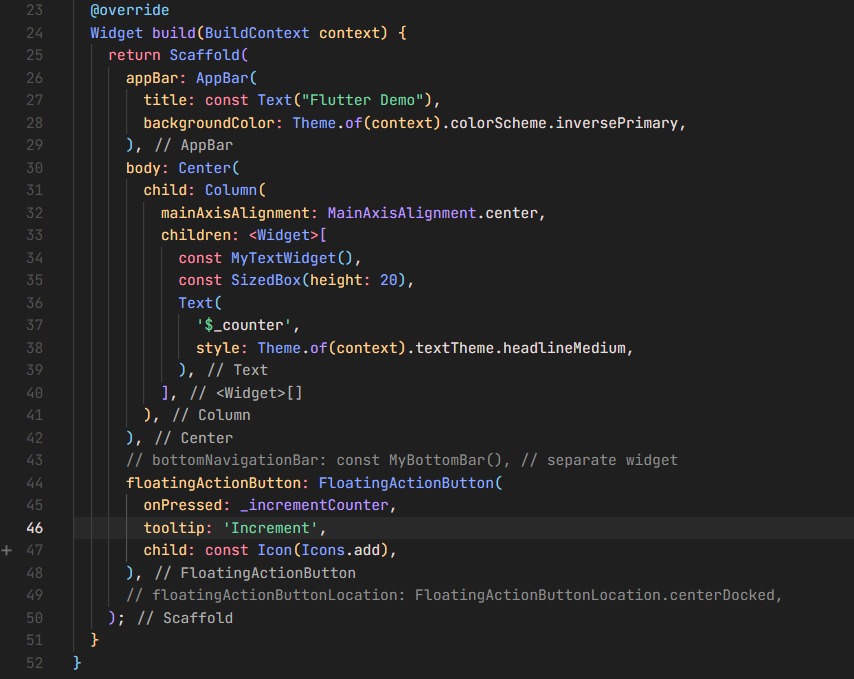 23 @override
24 Widget build(BuildContext context) {
25 return Scaffold(
26 appBar: AppBar(
27 title: const Text("Flutter Demo"),
28 backgroundColor: Theme.of(context).colorScheme.inversePrimary,
29 ), // AppBar
30 body: Center(
31 child: Column(
32 mainAxisAlignment: MainAxisAlignment.center,
33 children: <Widget>[
34 const MyTextWidget(),
35 const SizedBox(height: 20),
36 Text(
37 '$_counter',
38 style: Theme.of(context).textTheme.headlineMedium,
39 ), // Text
40 ], // <Widget>[]
41 ), // Column
42 ), // Center
43 // bottomNavigationBar: const MyBottomBar(), // separate widget
44 floatingActionButton: FloatingActionButton(
45 onPressed: _incrementCounter,
46 tooltip: 'Increment',
+ 47 child: const Icon(Icons.add),
48 ), // FloatingActionButton
49 // floatingActionButtonLocation: FloatingActionButtonLocation.centerDocked,
50 ); // Scaffold
51 }
52 }